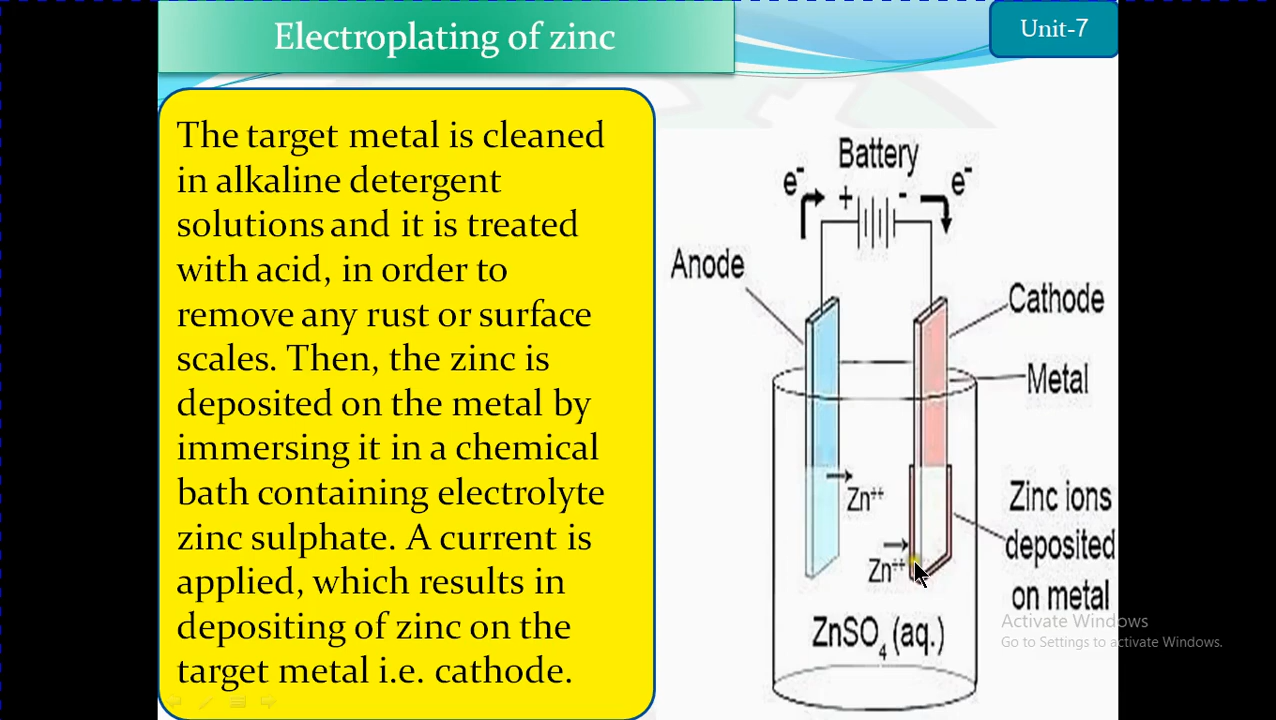 Electroplating of zinc
Unit-7
The target metal is cleaned
in alkaline detergent
solutions and it is treated
with acid, in order to
remove any rust or surface
scales. Then, the zinc is
deposited on the metal by
immersing it in a chemical
bath containing electrolyte
zinc sulphate. A current is
applied, which results in
depositing of zinc on the
target metal i.e. cathode.
Battery
e⁻ + - e⁻
Anode
Cathode
Metal
Zn⁺⁺
Zinc ions
deposited
on metal
Zn⁺⁺
ZnSO₄ (aq.)
Activate Windows
Go to Settings to activate Windows.